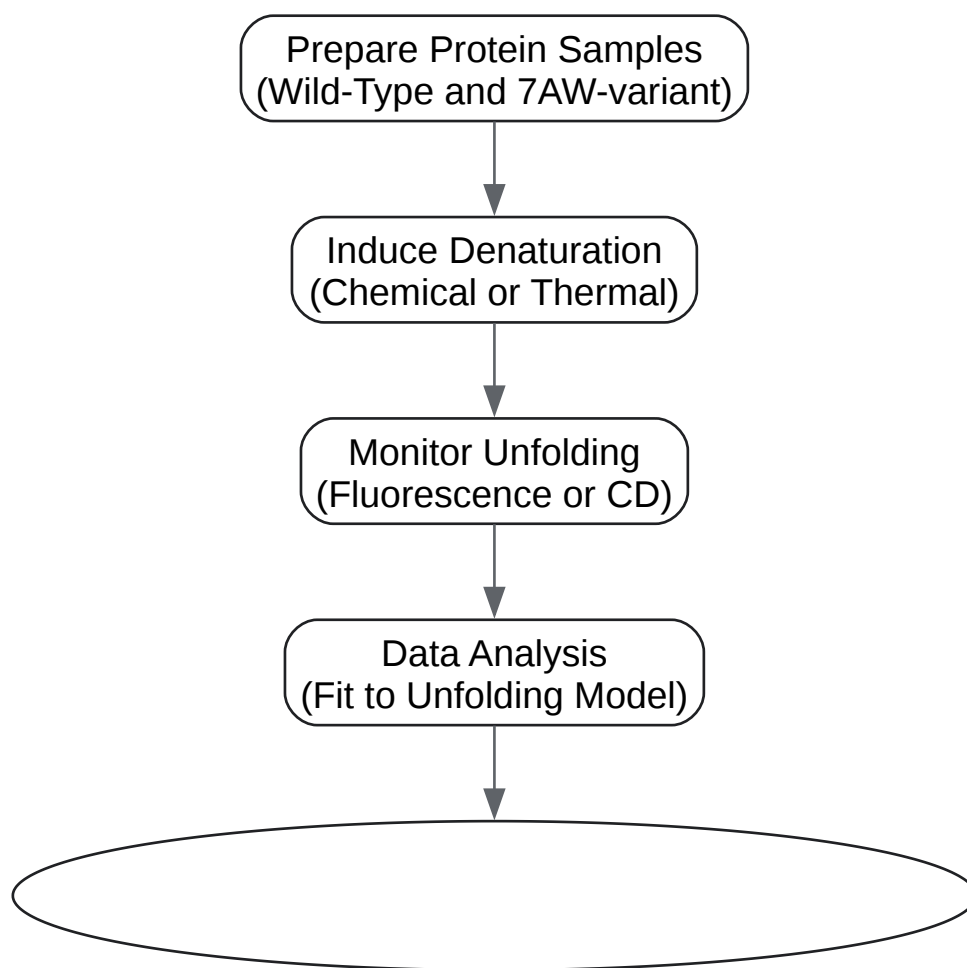 Prepare Protein Samples
(Wild-Type and 7AW-variant)
Induce Denaturation
(Chemical or Thermal)
Monitor Unfolding
(Fluorescence or CD)
Data Analysis
(Fit to Unfolding Model)